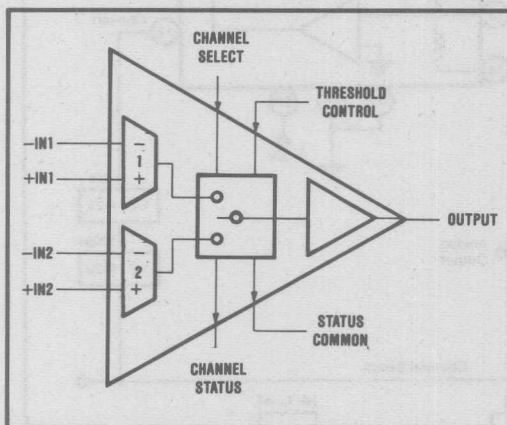 CHANNEL
SELECT
THRESHOLD
CONTROL
−IN1
+IN1
−
1
+
OUTPUT
−IN2
+IN2
−
2
+
STATUS
COMMON
CHANNEL
STATUS